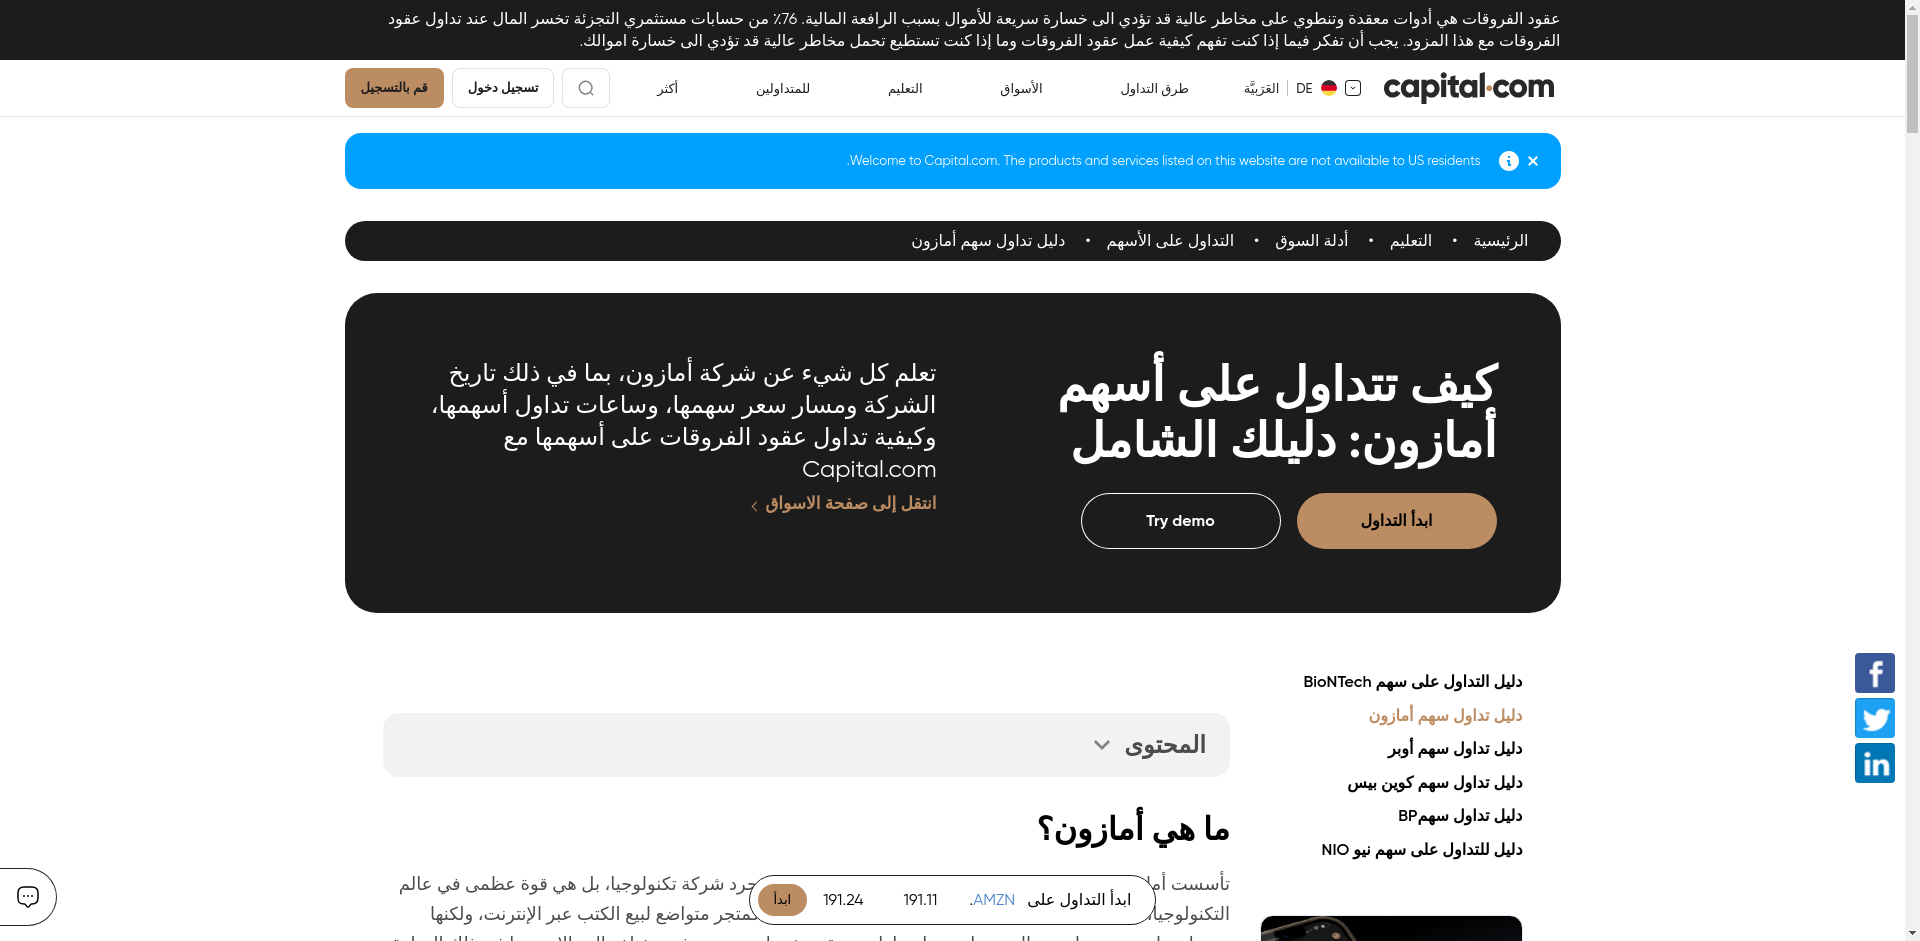 عقود الفروقات هي أدوات معقدة وتنطوي على مخاطر عالية قد تؤدي الى خسارة سريعة للأموال بسبب الرافعة المالية. 76٪ من حسابات مستثمري التجزئة تخسر المال عند تداول عقود
الفروقات مع هذا المزود. يجب أن تفكر فيما إذا كنت تفهم كيفية عمل عقود الفروقات وما إذا كنت تستطيع تحمل مخاطر عالية قد تؤدي الى خسارة اموالك.
capital.com
DE
العَرَبيَّة
طرق التداول
الأسواق
التعليم
للمتداولين
أكثر
تسجيل دخول
قم بالتسجيل
Welcome to Capital.com. The products and services listed on this website are not available to US residents.
الرئيسية • التعليم • أدلة السوق • التداول على الأسهم • دليل تداول سهم أمازون
كيف تتداول على أسهم
أمازون: دليلك الشامل
ابدأ التداول
Try demo
تعلم كل شيء عن شركة أمازون، بما في ذلك تاريخ
الشركة ومسار سعر سهمها، وساعات تداول أسهمها،
وكيفية تداول عقود الفروقات على أسهمها مع
Capital.com
انتقل إلى صفحة الاسواق
دليل التداول على سهم BioNTech
دليل تداول سهم أمازون
دليل تداول سهم أوبر
دليل تداول سهم كوين بيس
دليل تداول سهمBP
دليل للتداول على سهم نيو NIO
المحتوى
ما هي أمازون؟
تأسست جرد شركة تكنولوجيا، بل هي قوة عظمى في عالم
التكنولوجيا، كمتجر متواضع لبيع الكتب عبر الإنترنت، ولكنها
ابدأ التداول على AMZN.
191.11
191.24
ابدأ